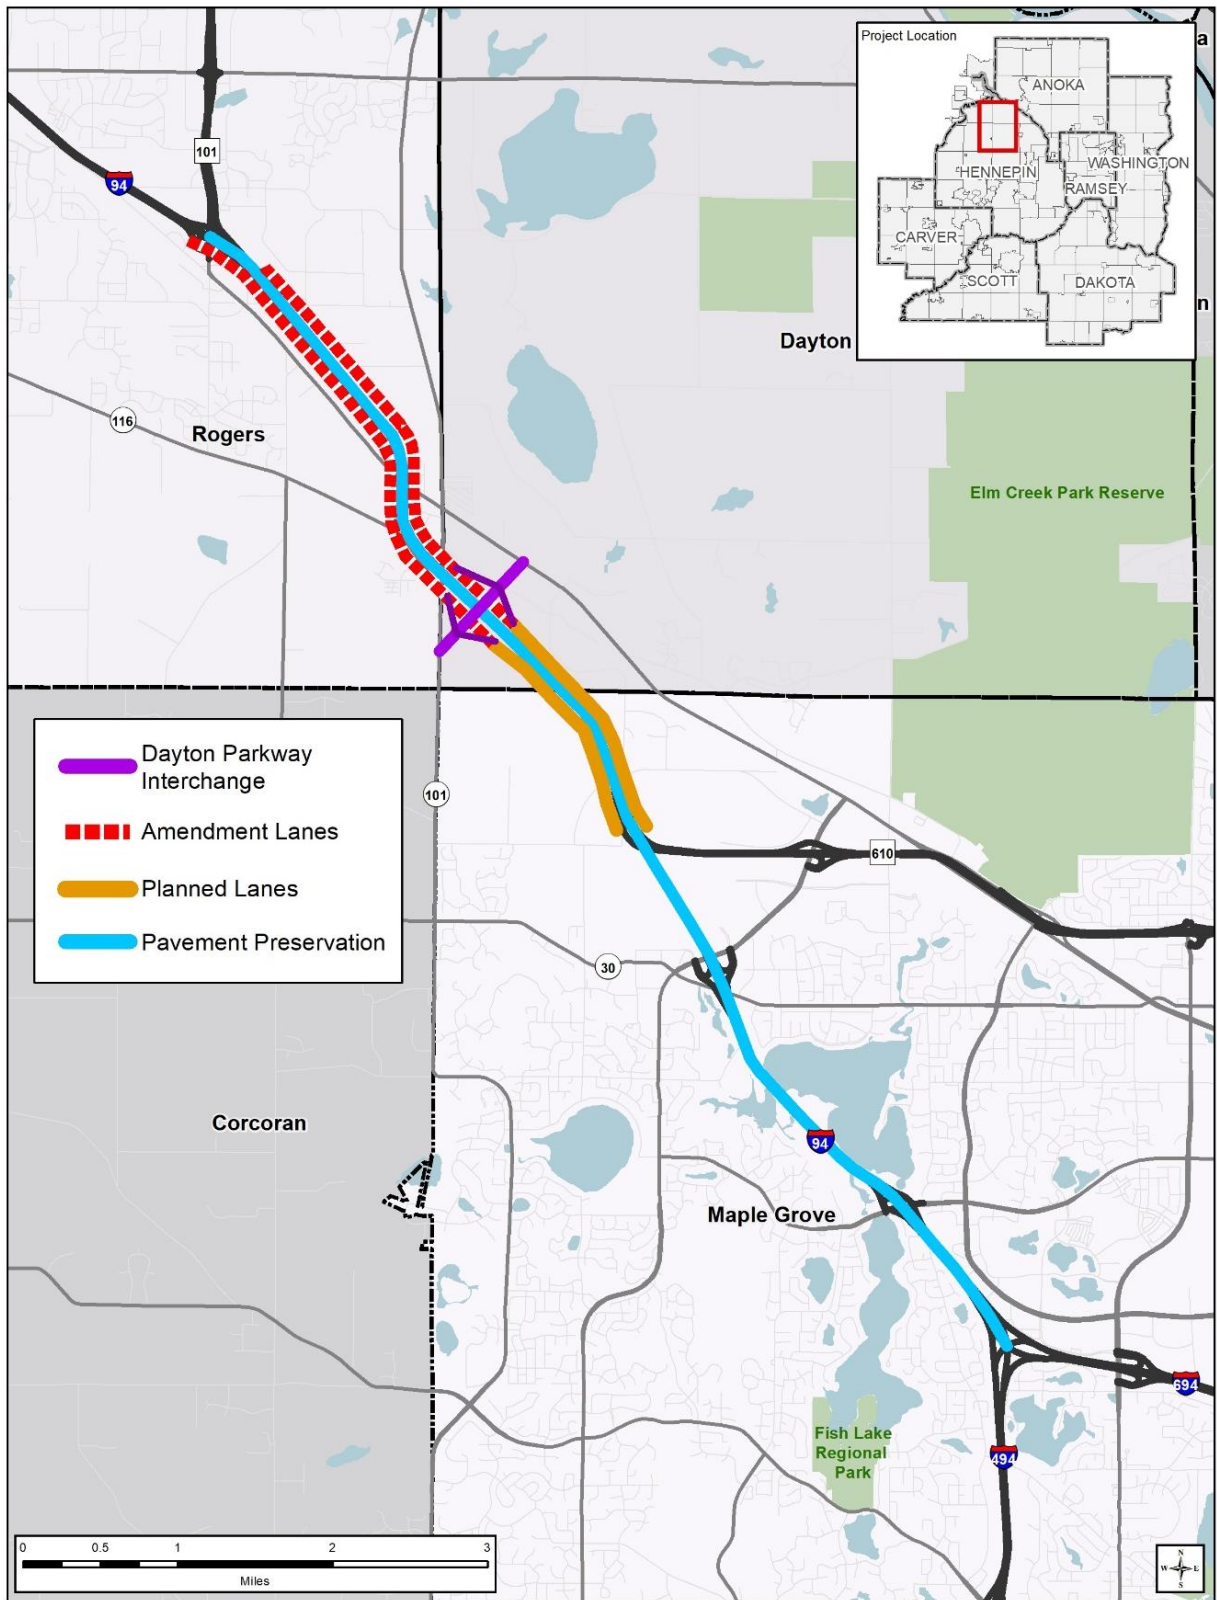 a
Project Location
ANOKA
WASHINGTON
HENNEPIN
RAMSEY
CARVER
SCOTT
DAKOTA
n
101
94
Dayton
116
Rogers
Elm Creek Park Reserve
Dayton Parkway
Interchange
Amendment Lanes
Planned Lanes
Pavement Preservation
101
610
30
Corcoran
94
Maple Grove
694
Fish Lake
Regional
Park
494
0 0.5 1 2 3
Miles
N
W E
S